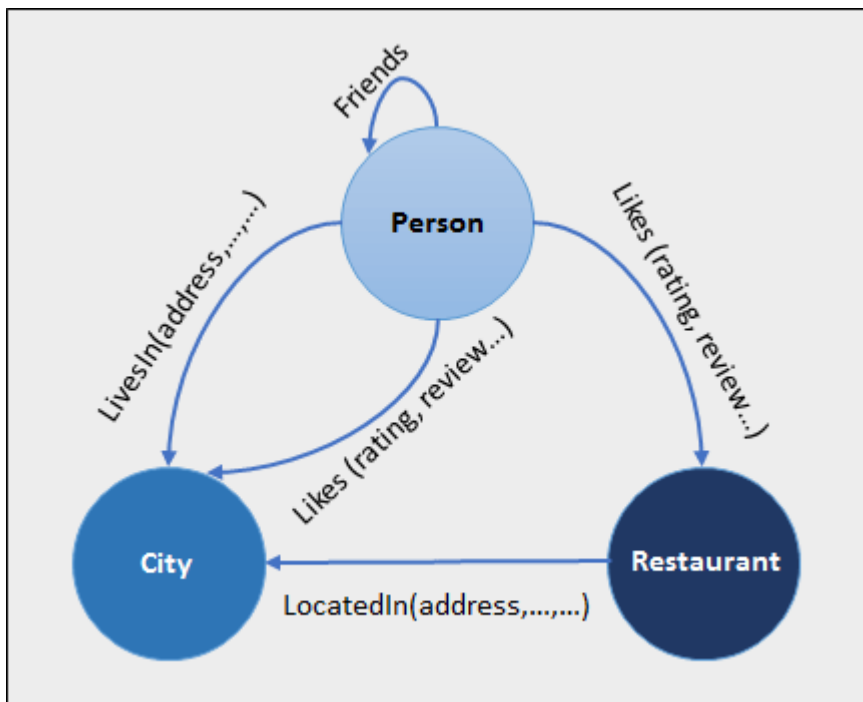 Friends
Person
LivesIn(address,...,...)
Likes (rating, review...)
Likes (rating, review...)
City
Restaurant
LocatedIn(address,...,...)